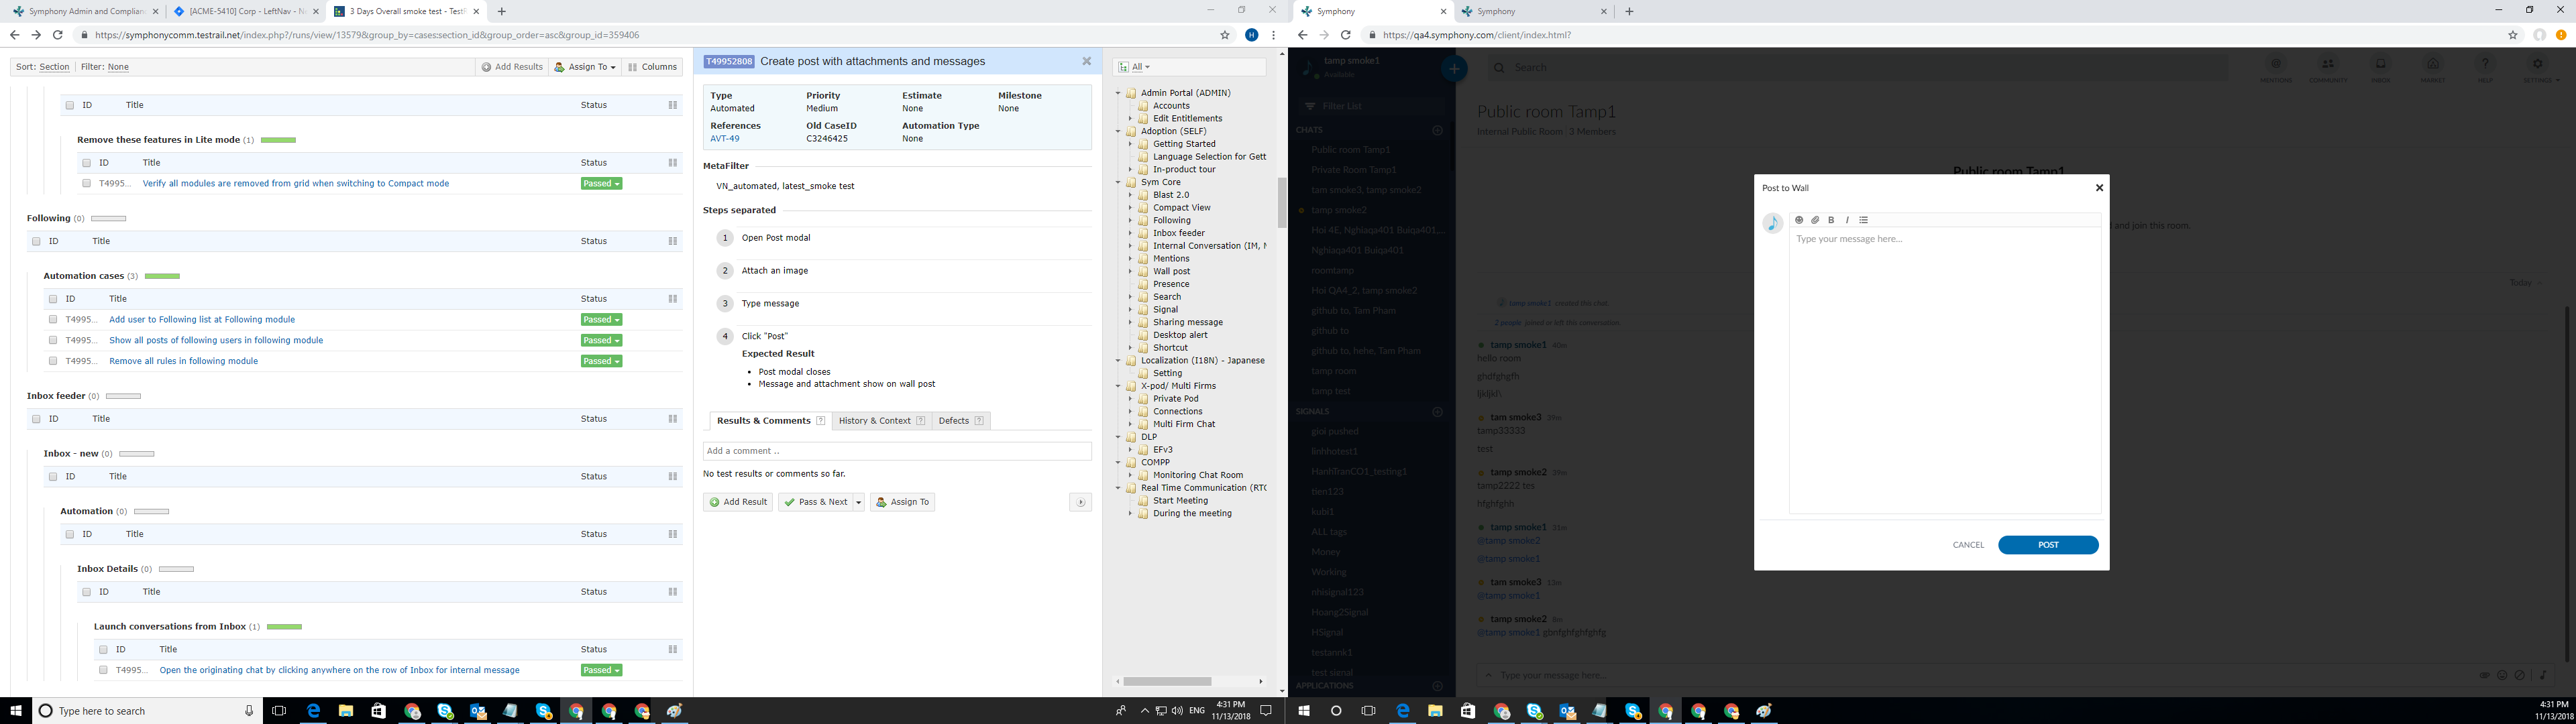 Symphony Admin and Complian
[ACME-5410] Corp - LeftNav - N
3 Days Overall smoke test - TestR
https://symphonycomm.testrail.net/index.php?/runs/view/13579&group_by=cases:section_id&group_order=asc&group_id=359406
H
Sort: Section Filter: None
Add Results Assign To Columns
ID Title Status
Remove these features in Lite mode (1)
ID Title Status
T4995... Verify all modules are removed from grid when switching to Compact mode Passed
Following (0)
ID Title Status
Automation cases (3)
ID Title Status
T4995... Add user to Following list at Following module Passed
T4995... Show all posts of following users in following module Passed
T4995... Remove all rules in following module Passed
Inbox feeder (0)
ID Title Status
Inbox - new (0)
ID Title Status
Automation (0)
ID Title Status
Inbox Details (0)
ID Title Status
Launch conversations from Inbox (1)
ID Title Status
T4995... Open the originating chat by clicking anywhere on the row of Inbox for internal message Passed
T49952808 Create post with attachments and messages
Type Priority Estimate Milestone
Automated Medium None None
References Old CaseID Automation Type
AVT-49 C3246425 None
MetaFilter
VN_automated, latest_smoke test
Steps separated
1 Open Post modal
2 Attach an image
3 Type message
4 Click "Post"
Expected Result
• Post modal closes
• Message and attachment show on wall post
Results & Comments ? History & Context ? Defects ?
Add a comment ..
No test results or comments so far.
Add Result Pass & Next Assign To
All
Admin Portal (ADMIN)
Accounts
Edit Entitlements
Adoption (SELF)
Getting Started
Language Selection for Gett
In-product tour
Sym Core
Blast 2.0
Compact View
Following
Inbox feeder
Internal Conversation (IM, M
Mentions
Wall post
Presence
Search
Signal
Sharing message
Desktop alert
Shortcut
Localization (I18N) - Japanese
Setting
X-pod/ Multi Firms
Private Pod
Connections
Multi Firm Chat
DLP
EFv3
COMPP
Monitoring Chat Room
Real Time Communication (RTC
Start Meeting
During the meeting
Type here to search
ENG
4:31 PM
11/13/2018
Symphony
Symphony
https://qa4.symphony.com/client/index.html?
tamp smoke1
Available
Search
MENTIONS COMMUNITY INBOX MARKET HELP SETTINGS
Filter List
CHATS
Public room Tamp1
Private Room Tamp1
tam smoke3, tamp smoke2
tamp smoke2
Hoi 4E, Nghiaqa401 Buiqa401,...
Nghiaqa401 Buiqa401
roomtamp
Hoi QA4_2, tamp smoke2
github to, Tam Pham
github to
github to, hehe, Tam Pham
tamp room
tamp test
SIGNALS
gioi pushed
linhhotest1
HanhTranCO1_testing1
tien123
kuhi1
ALL tags
Money
Working
nhisignal123
Hoang2Signal
HSignal
testannk1
test signal
APPLICATIONS
Public room Tamp1
Internal Public Room | 3 Members
Public room Tamp1
and join this room.
Today
tamp smoke1 created this chat.
2 people joined or left this conversation.
tamp smoke1 40m
hello room
ghdfghgfh
ljkljkh
tam smoke3 39m
tamp33333
test
tamp smoke2 39m
tamp2222 tes
hfghfghh
tamp smoke1 31m
@tamp smoke2
@tamp smoke1
tam smoke3 13m
@tamp smoke1
tamp smoke2 8m
@tamp smoke1 gbnfghfghfghfg
Type your message here...
Post to Wall
B I
Type your message here...
CANCEL POST
4:31 PM
11/13/2018